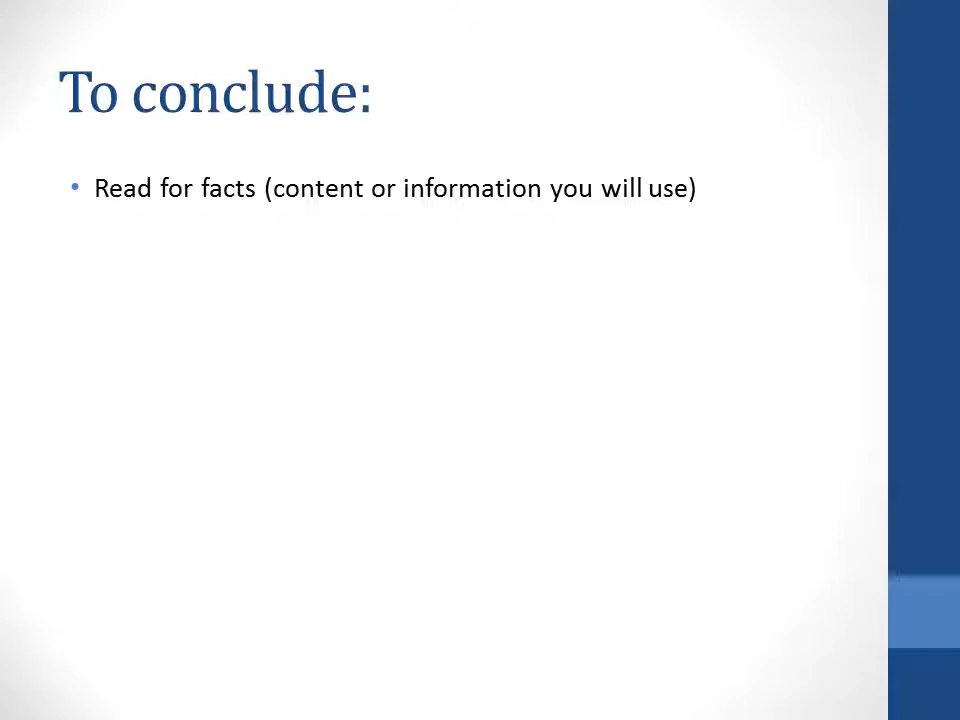 To conclude:
• Read for facts (content or information you will use)